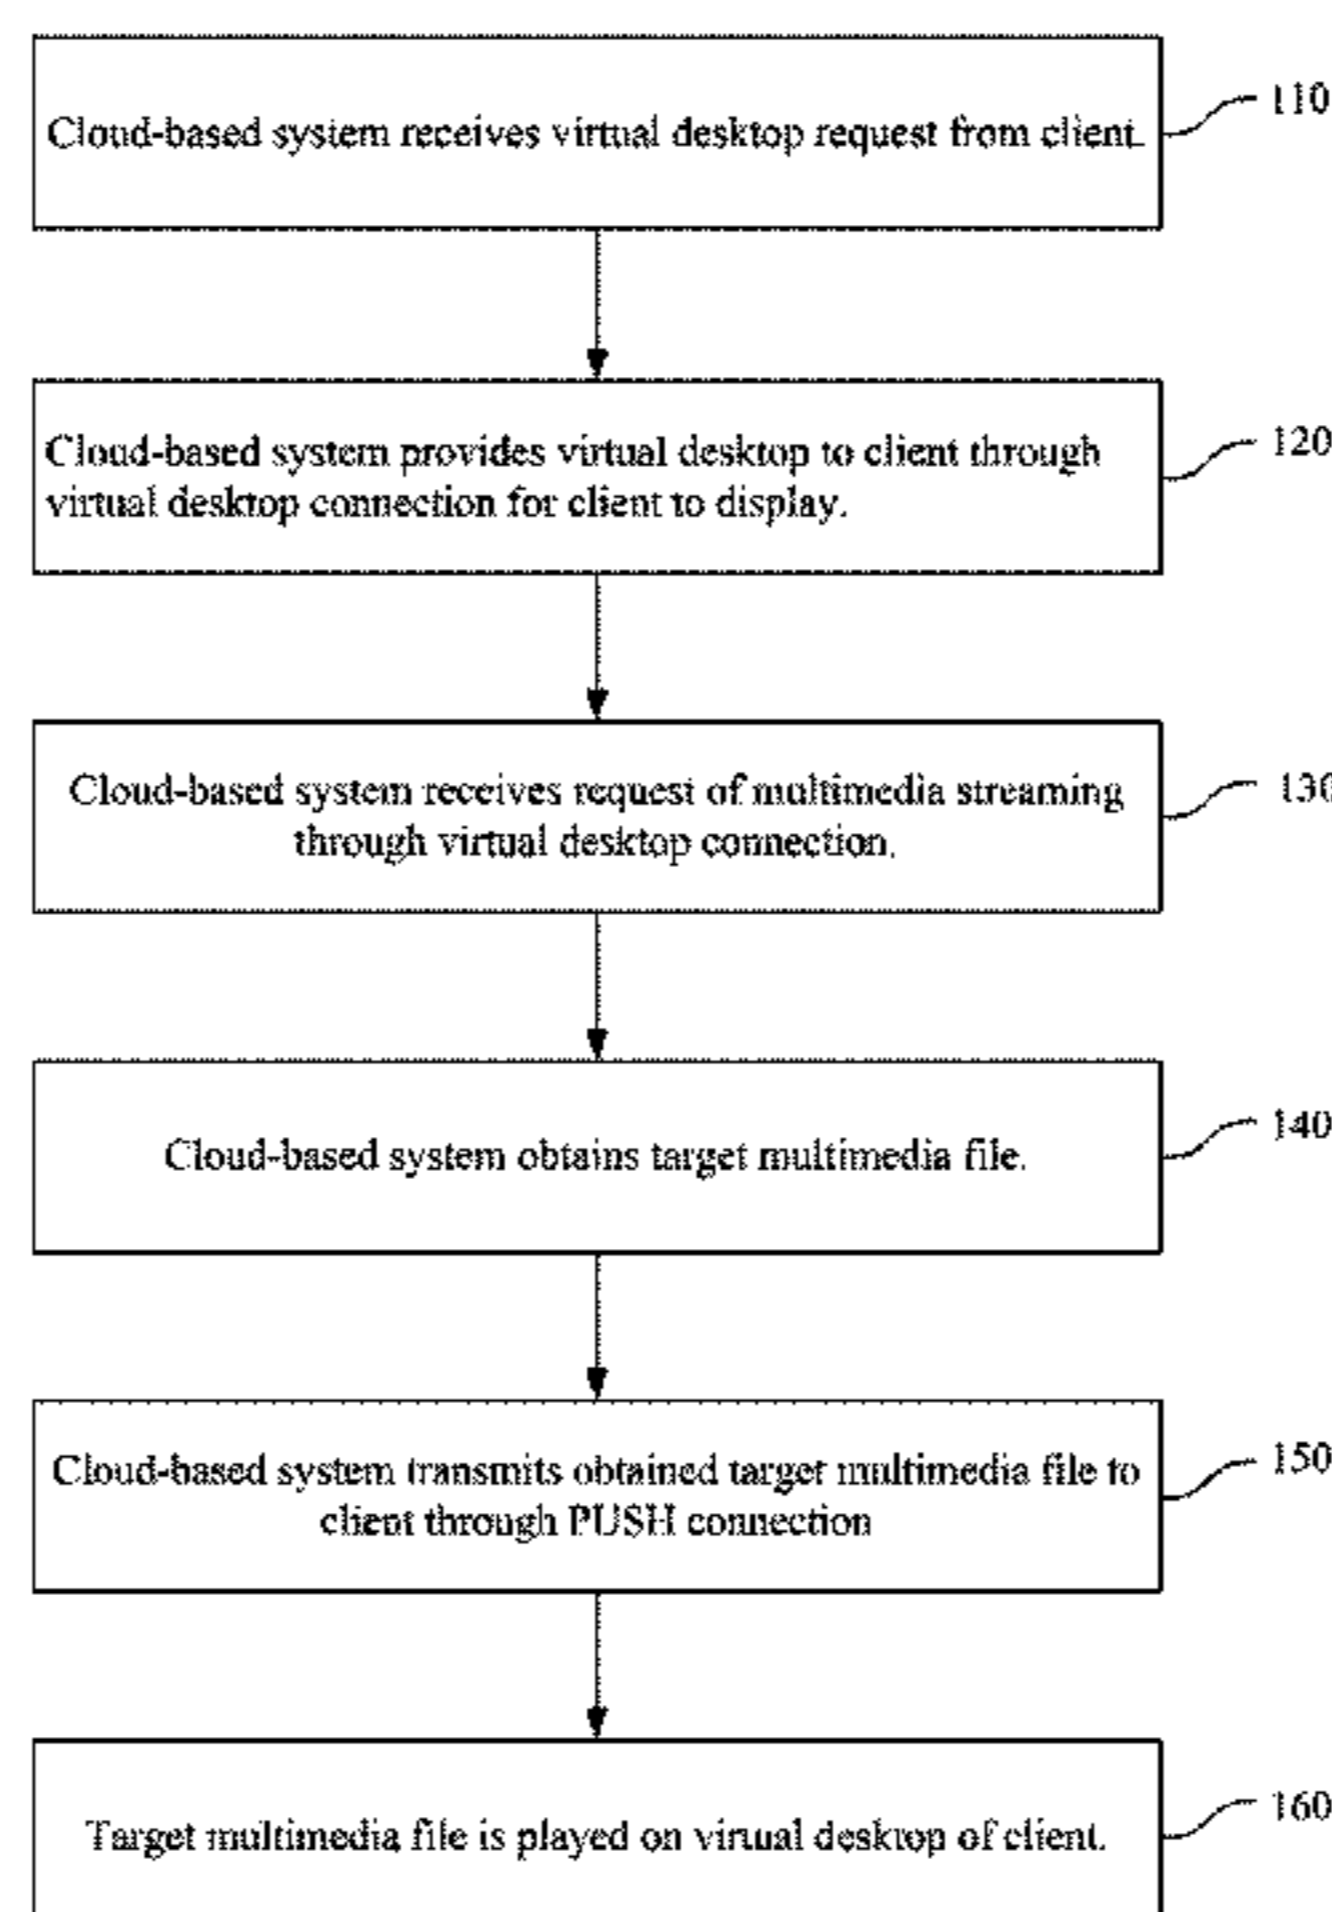 Cloud-based system receives virtual desktop request from client.
110
Cloud-based system provides virtual desktop to client through
virtual desktop connection for client to display.
120
Cloud-based system receives request of multimedia streaming
through virtual desktop connection.
130
Cloud-based system obtains target multimedia file.
140
Cloud-based system transmits obtained target multimedia file to
client through PUSH connection
150
Target multimedia file is played on virtual desktop of client.
160